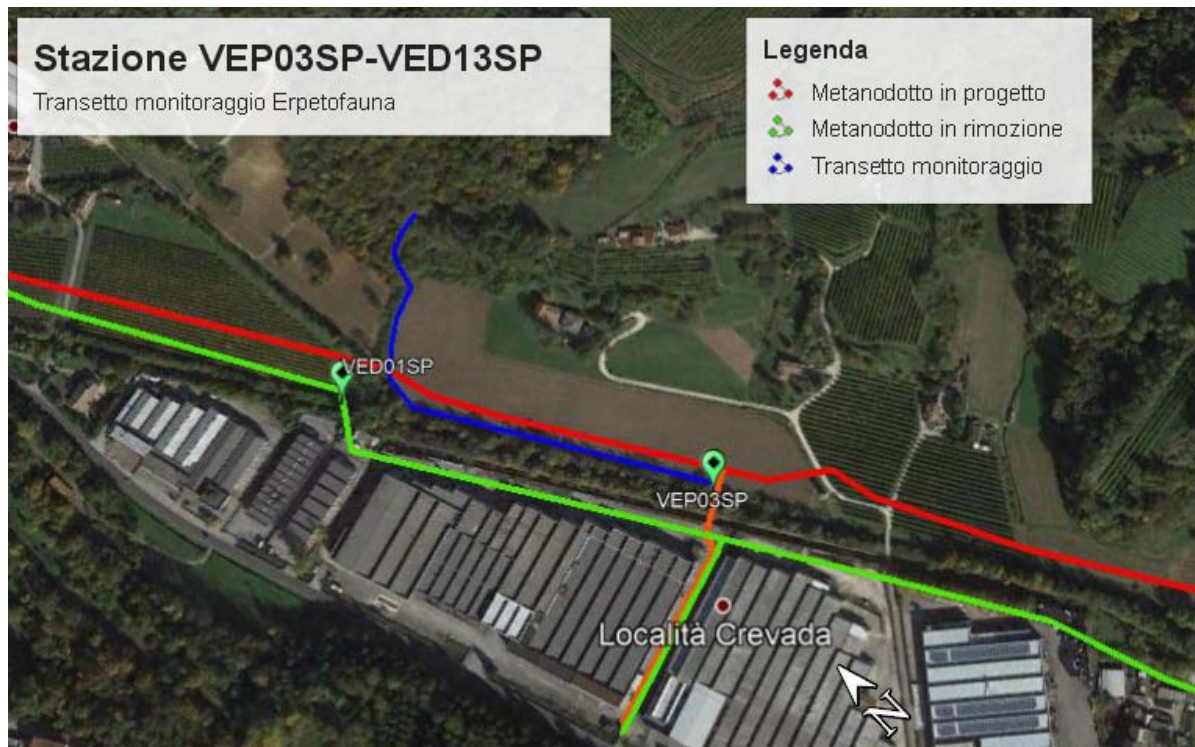 Stazione VEP03SP-VED13SP
Transetto monitoraggio Erpetofauna
Legenda
Metanodotto in progetto
Metanodotto in rimozione
Transetto monitoraggio
VED01SP
VEP03SP
Località Crevada
N